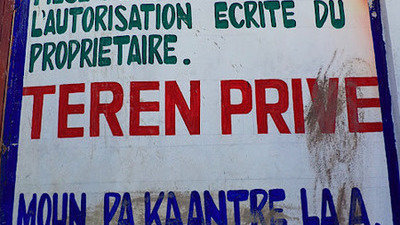 L'AUTORISATION ECRITE DU
PROPRIETAIRE.
TEREN PRIVE
MOUN PA KAANTRE LA A.